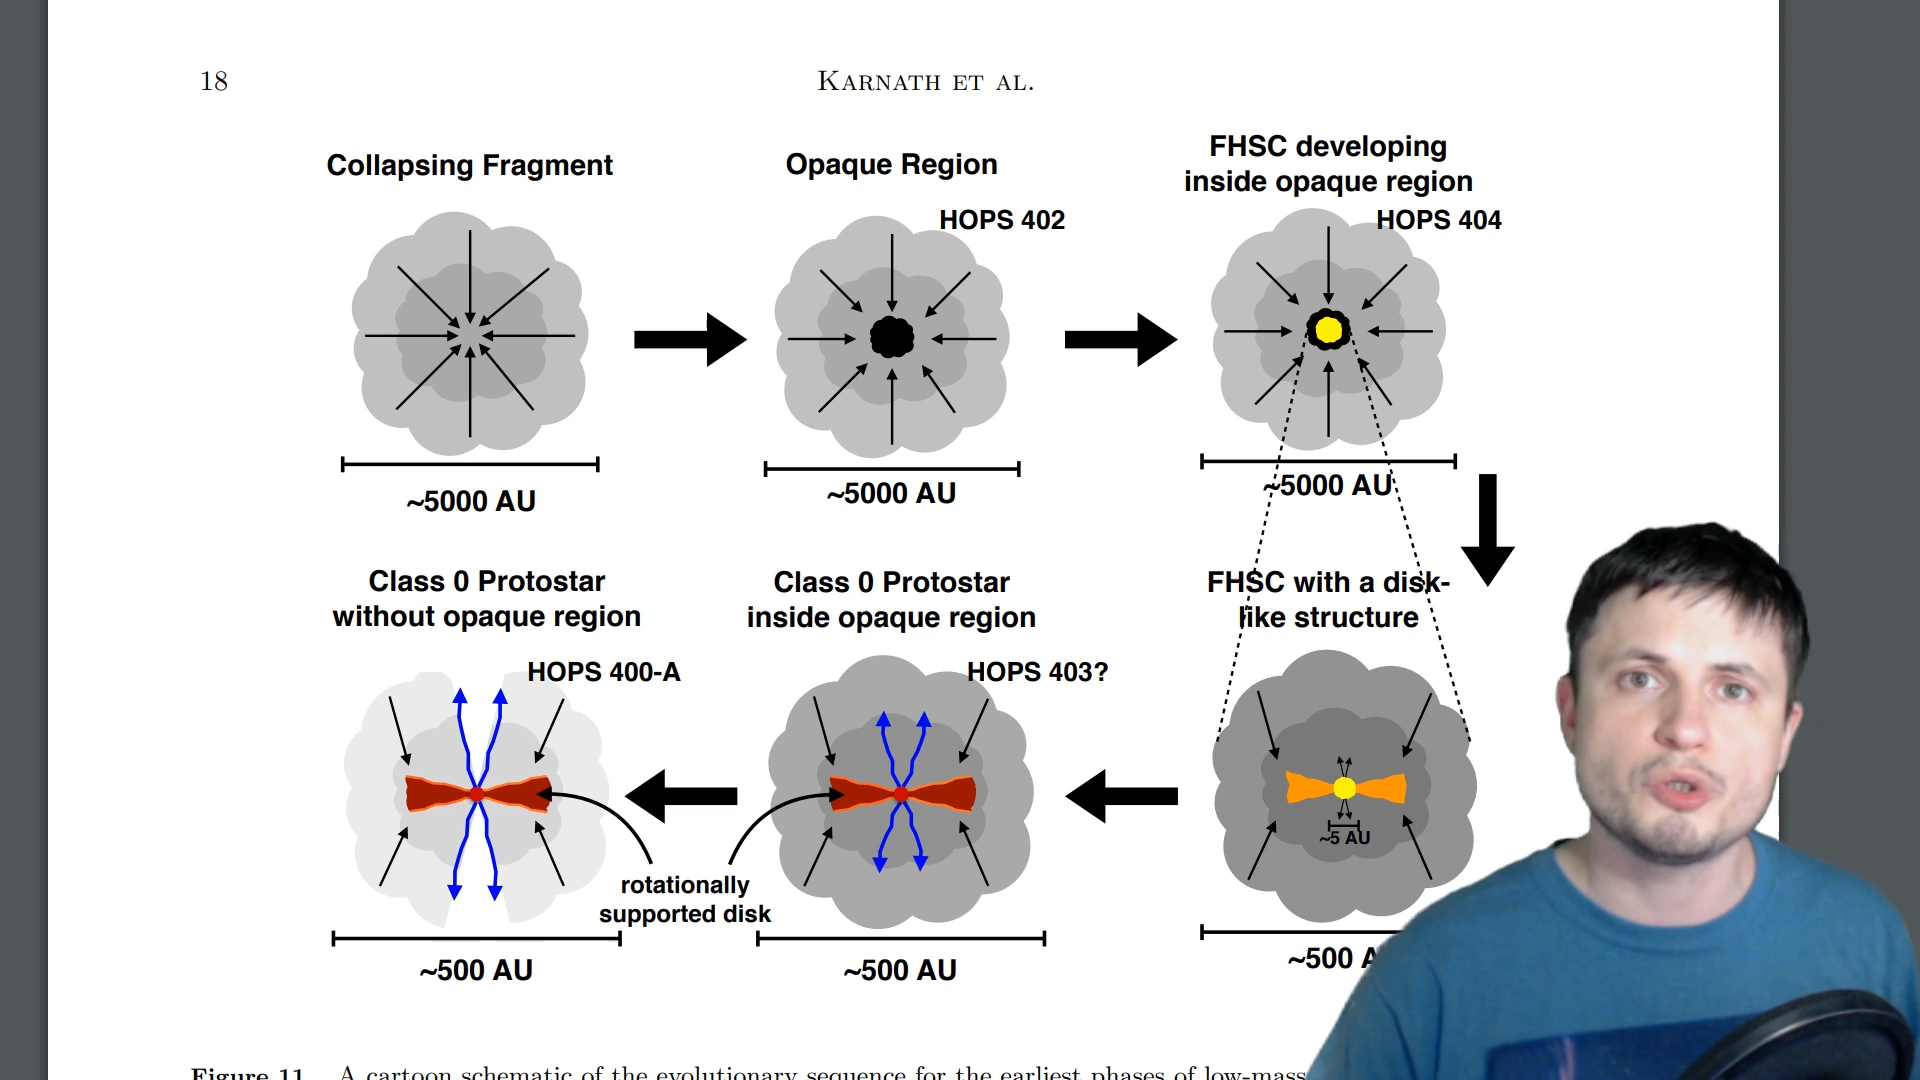 18
KARNATH ET AL.
Collapsing Fragment
Opaque Region
FHSC developing
inside opaque region
HOPS 402
HOPS 404
~5000 AU
~5000 AU
~5000 AU
Class 0 Protostar
without opaque region
Class 0 Protostar
inside opaque region
FHSC with a disk-
like structure
HOPS 400-A
HOPS 403?
~5 AU
rotationally
supported disk
~500 AU
~500 AU
~500 A
Figure 11. A cartoon schematic of the evolutionary sequence for the earliest phases of low-mass